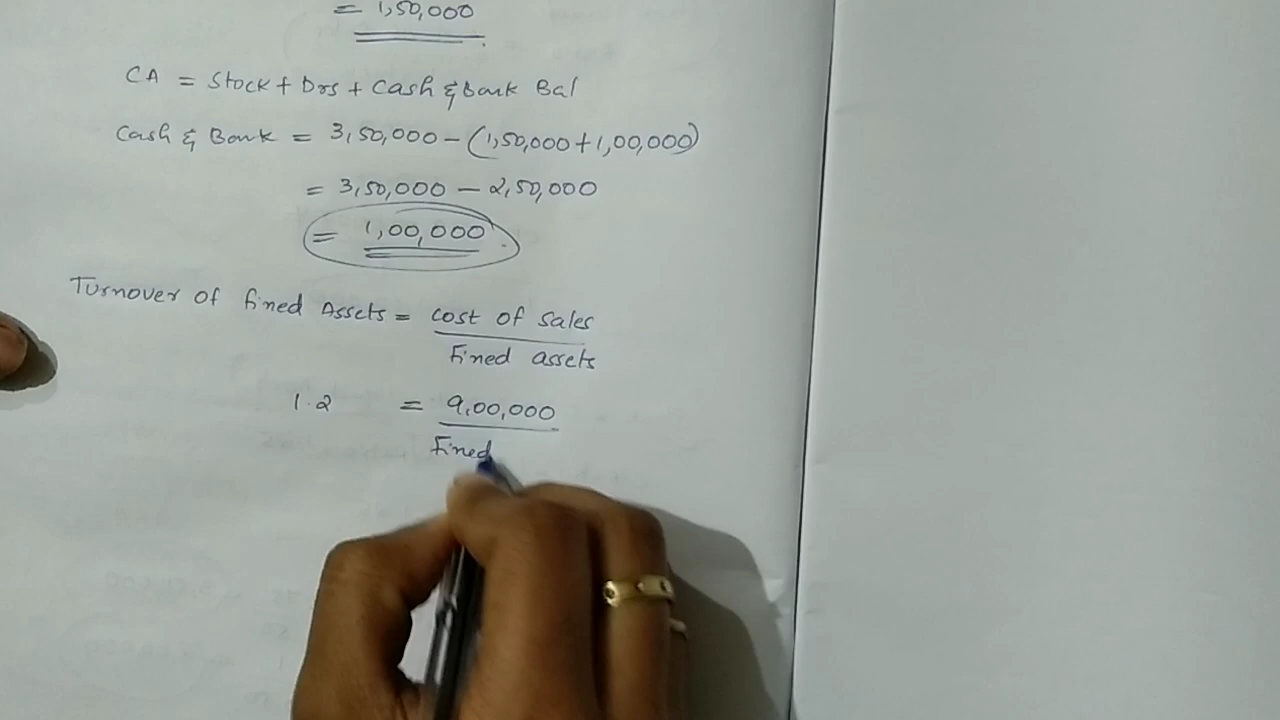 = 1,50,000
CA = Stock + Drs + Cash & Bank Bal
Cash & Bank = 3,50,000 - (1,50,000 + 1,00,000)
= 3,50,000 - 2,50,000
= 1,00,000
Turnover of Fixed Assets = Cost of Sales
Fixed assets
1.2 = 9,00,000
Fixed